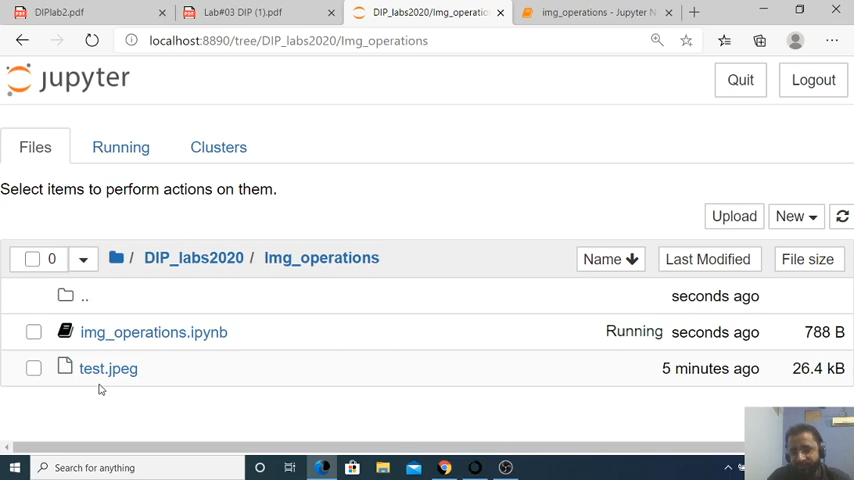 DIPlab2.pdf
Lab#03 DIP (1).pdf
DIP_labs2020/Img_operatio
img_operations - Jupyter N
localhost:8890/tree/DIP_labs2020/Img_operations
jupyter
Quit
Logout
Files
Running
Clusters
Select items to perform actions on them.
Upload
New
0
/ DIP_labs2020 / Img_operations
Name
Last Modified
File size
..
seconds ago
img_operations.ipynb
Running
seconds ago
788 B
test.jpeg
5 minutes ago
26.4 kB
Search for anything